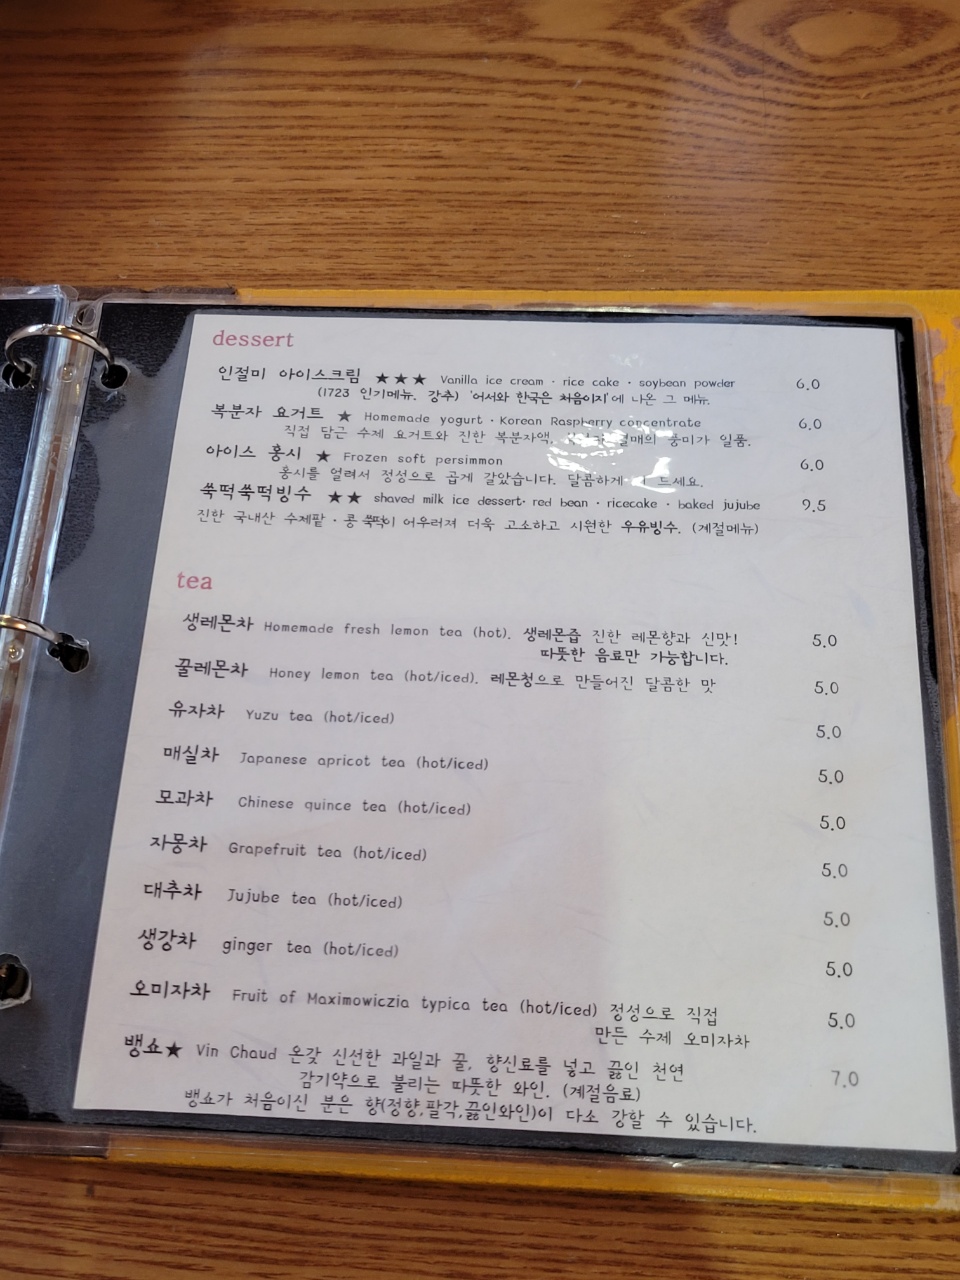 dessert
인절미 아이스크림 ★★★ Vanilla ice cream · rice cake · soybean powder 6.0
(1723 인기메뉴. 강추) '어서와 한국은 처음이지'에 나온 그 메뉴.
복분자 요거트 ★ Homemade yogurt · Korean Raspberry concentrate 6.0
직접 담근 수제 요거트와 진한 복분자액, 풍미가 일품.
아이스 홍시 ★ Frozen soft persimmon 6.0
홍시를 얼려서 정성으로 곱게 갈았습니다. 달콤하게 드세요.
쑥떡쑥떡빙수 ★★ shaved milk ice dessert· red bean · ricecake · baked jujube 9.5
진한 국내산 수제팥 · 콩 쑥떡이 어우러져 더욱 고소하고 시원한 우유빙수. (계절메뉴)
tea
생레몬차 Homemade fresh lemon tea (hot). 생레몬즙 진한 레몬향과 신맛! 5.0
따뜻한 음료만 가능합니다.
꿀레몬차 Honey lemon tea (hot/iced). 레몬청으로 만들어진 달콤한 맛 5.0
유자차 Yuzu tea (hot/iced) 5.0
매실차 Japanese apricot tea (hot/iced) 5.0
모과차 Chinese quince tea (hot/iced) 5.0
자몽차 Grapefruit tea (hot/iced) 5.0
대추차 Jujube tea (hot/iced) 5.0
생강차 ginger tea (hot/iced) 5.0
오미자차 Fruit of Maximowiczia typica tea (hot/iced) 정성으로 직접 5.0
만든 수제 오미자차
뱅쇼★ Vin Chaud 온갖 신선한 과일과 꿀, 향신료를 넣고 끓인 천연 7.0
감기약으로 불리는 따뜻한 와인. (계절음료)
뱅쇼가 처음이신 분은 향(정향,팔각,끓인와인)이 다소 강할 수 있습니다.